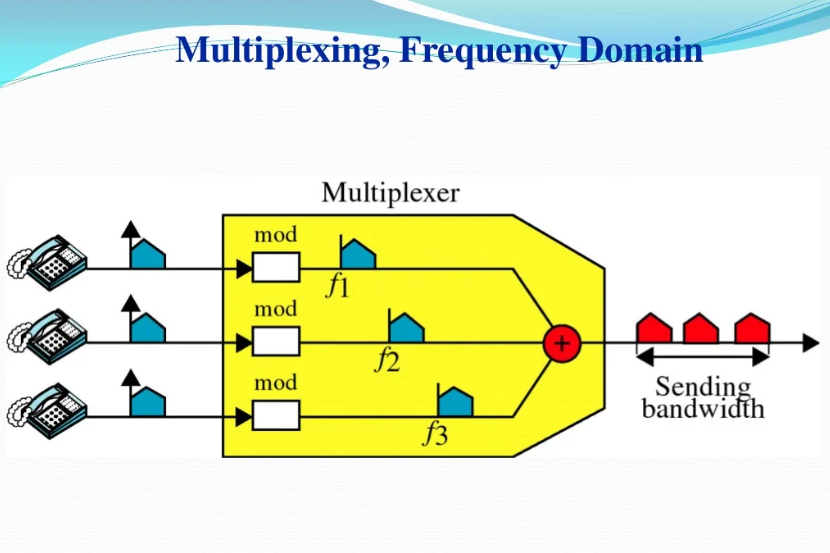 Multiplexing, Frequency Domain
Multiplexer
mod
f1
mod
f2
mod
f3
+
Sending
bandwidth